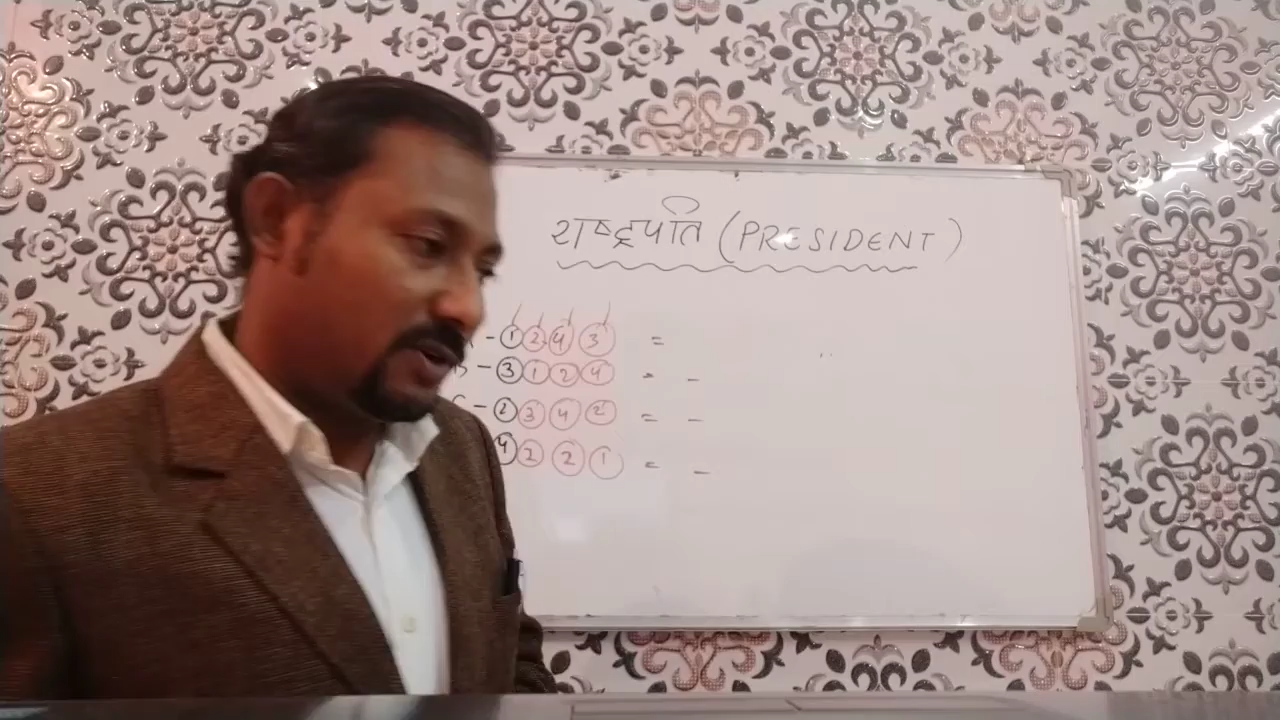 राष्ट्रपति (PRESIDENT)
- 1 2 4 3 =
B - 3 1 2 4 = -
C - 2 3 4 2 = -
4 2 2 1 = -